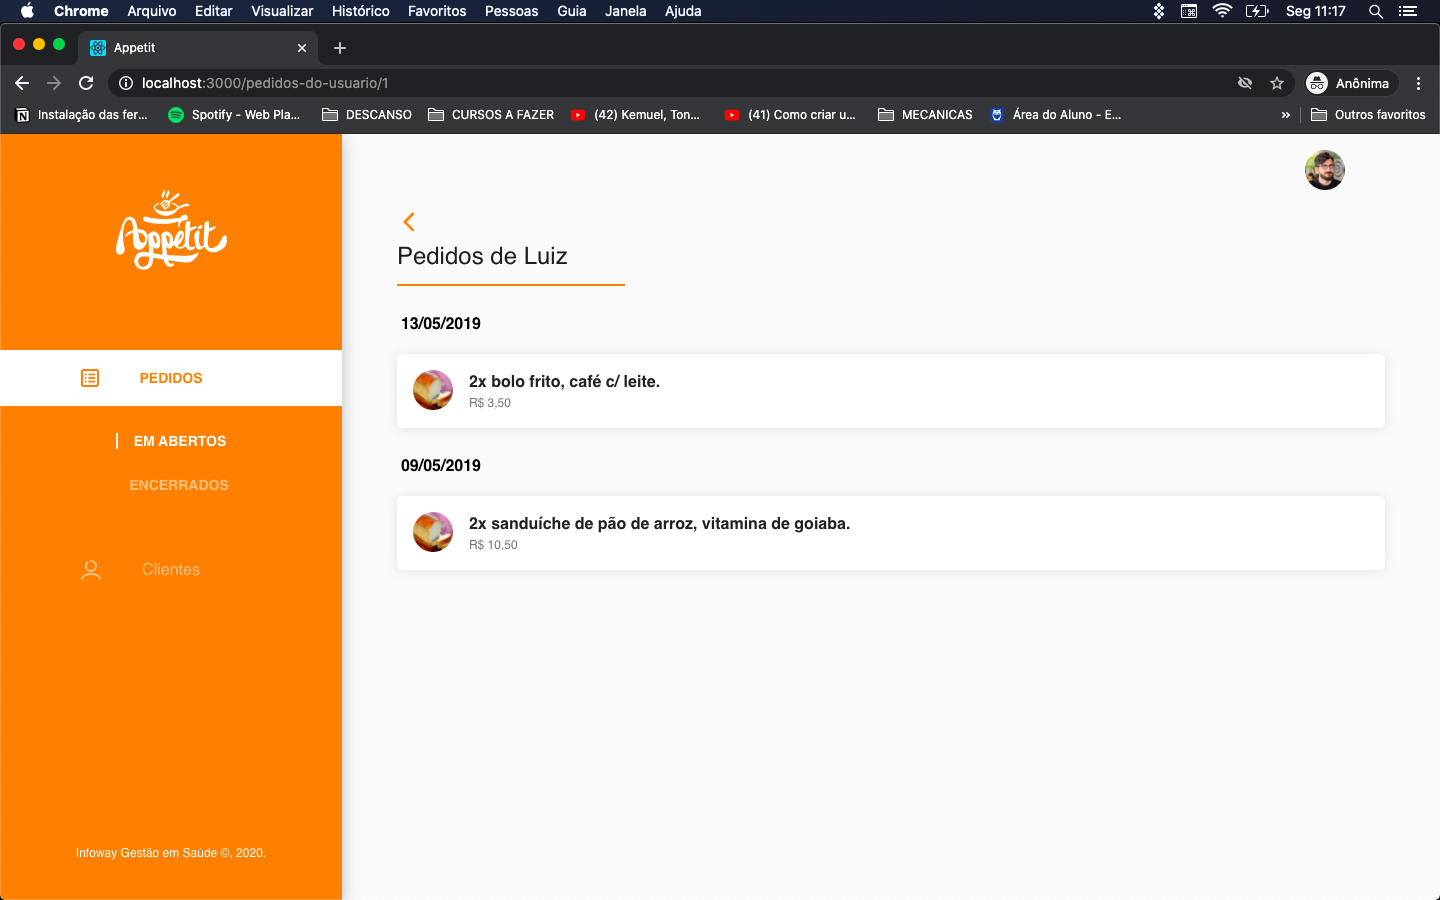 Chrome Arquivo Editar Visualizar Histórico Favoritos Pessoas Guia Janela Ajuda Seg 11:17
Appetit
localhost:3000/pedidos-do-usuario/1 Anônima
Instalação das fer... Spotify - Web Pla... DESCANSO CURSOS A FAZER (42) Kemuel, Ton... (41) Como criar u... MECANICAS Área do Aluno - E... » Outros favoritos
Appétit
PEDIDOS
EM ABERTOS
ENCERRADOS
Clientes
Infoway Gestão em Saúde ©, 2020.
Pedidos de Luiz
13/05/2019
2x bolo frito, café c/ leite.
R$ 3,50
09/05/2019
2x sanduíche de pão de arroz, vitamina de goiaba.
R$ 10,50